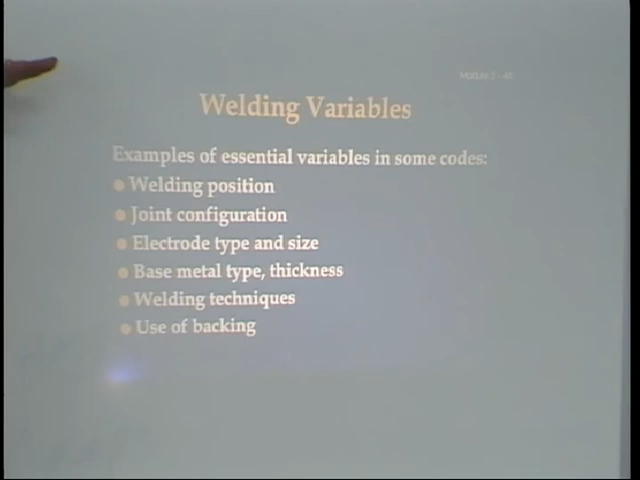 Welding Variables
Examples of essential variables in some codes:
Welding position
Joint configuration
Electrode type and size
Base metal type, thickness
Welding techniques
Use of backing